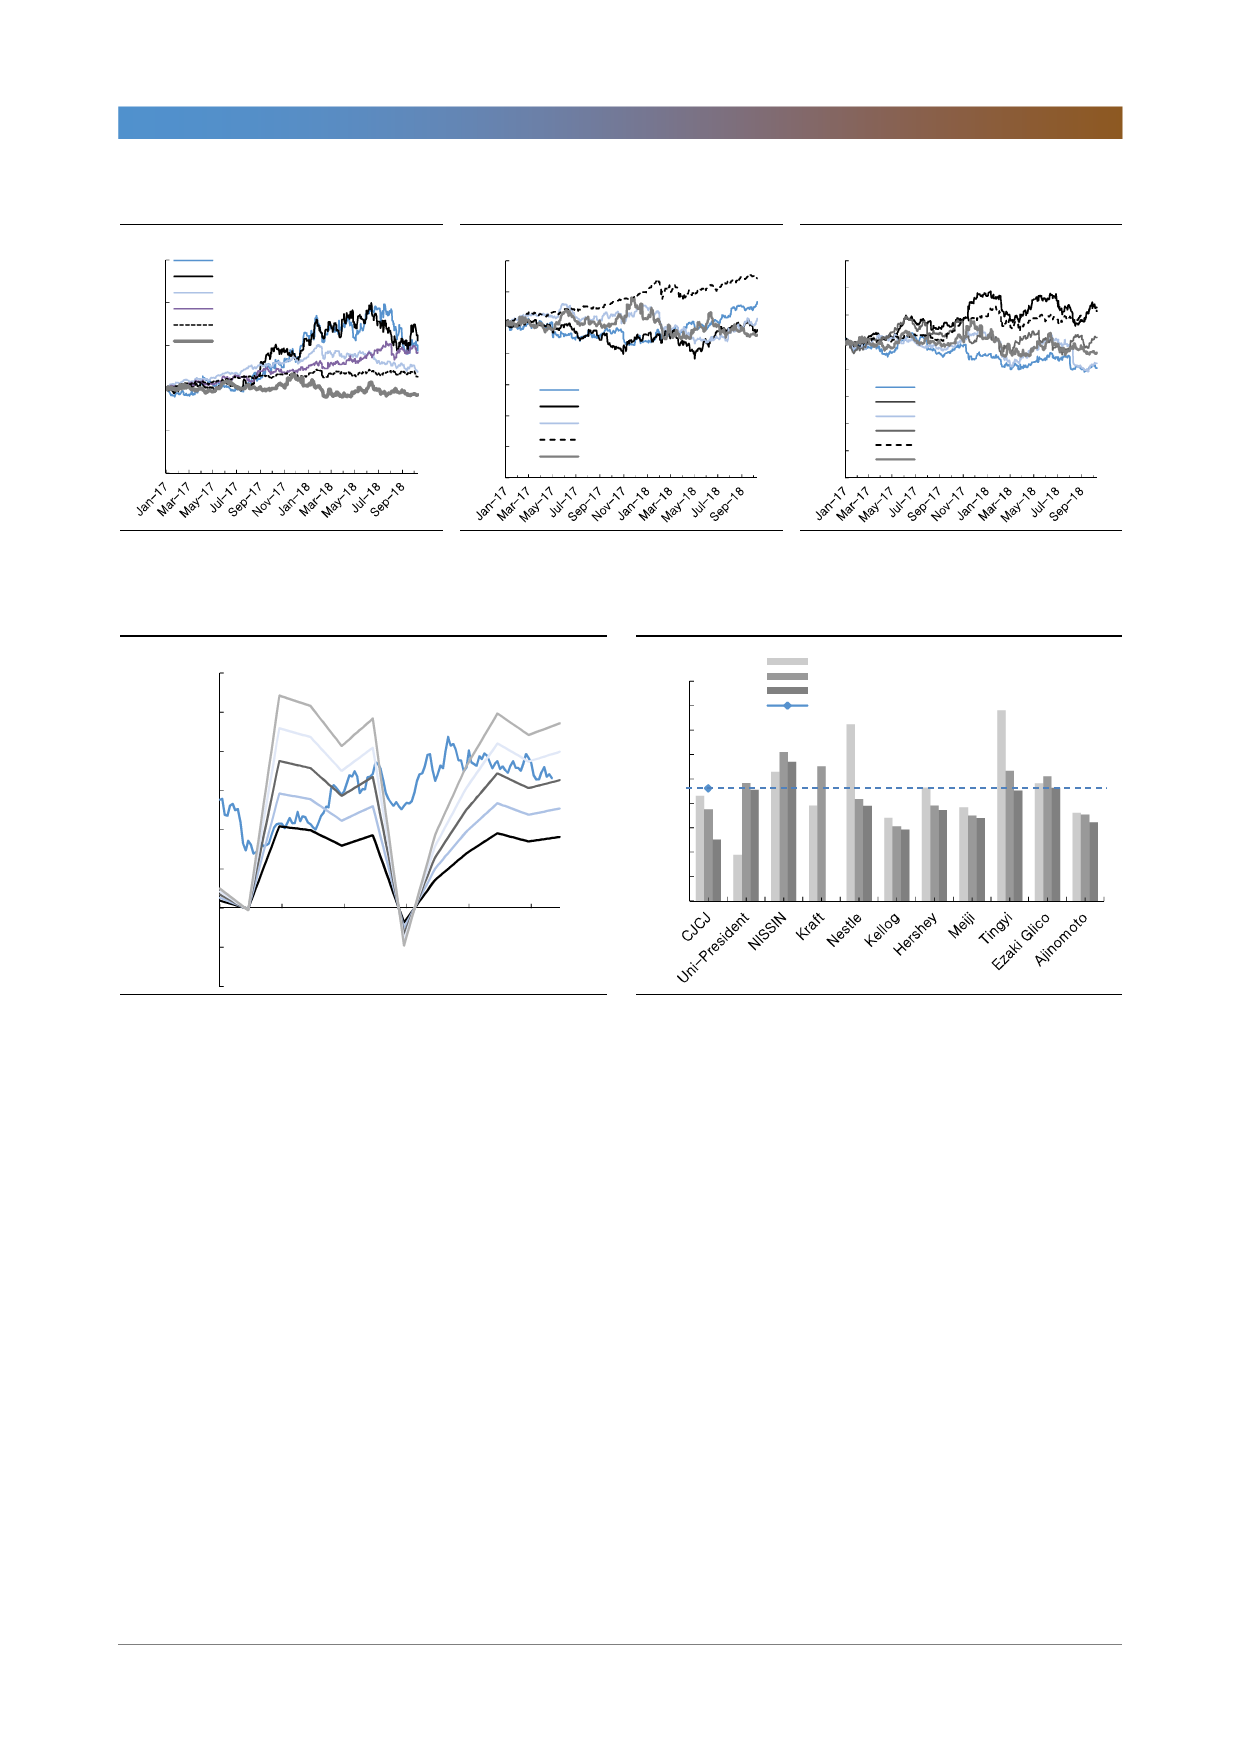 Jan–17 Mar–17 May–17 Jul–17 Sep–17 Nov–17 Jan–18 Mar–18 May–18 Jul–18 Sep–18
Jan–17 Mar–17 May–17 Jul–17 Sep–17 Nov–17 Jan–18 Mar–18 May–18 Jul–18 Sep–18
Jan–17 Mar–17 May–17 Jul–17 Sep–17 Nov–17 Jan–18 Mar–18 May–18 Jul–18 Sep–18
CJCJ
Uni–President
NISSIN
Kraft
Nestle
Kellog
Hershey
Meiji
Tingyi
Ezaki Glico
Ajinomoto